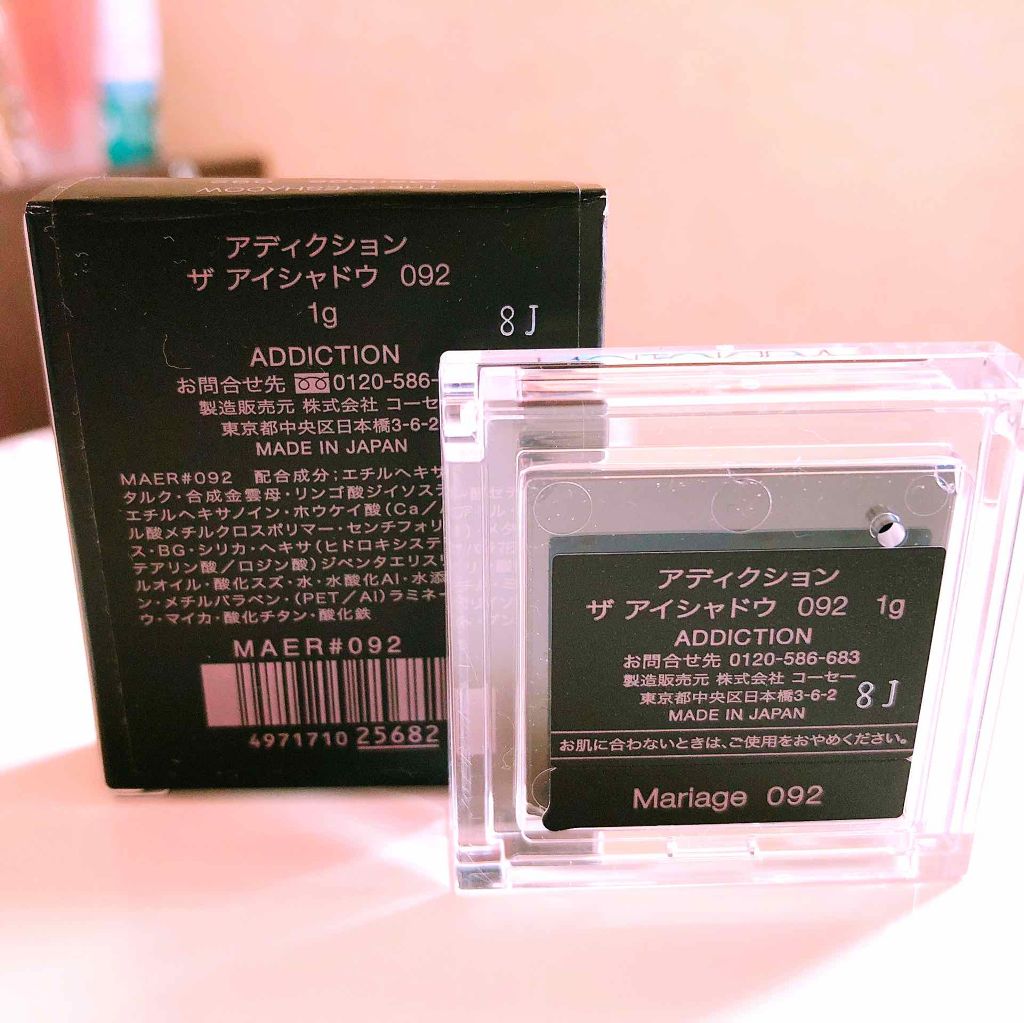 THE EYESHADOW
アディクション
ザ アイシャドウ 092
1g
8J
ADDICTION
お問合せ先 0120-586-
製造販売元 株式会社 コーセー
東京都中央区日本橋3-6-2
MADE IN JAPAN
MAER#092 配合成分:エチルヘキサ
タルク・合成金雲母・リンゴ酸ジイソステ
エチルヘキサノイン・ホウケイ酸(Ca/
ル酸メチルクロスポリマー・センチフォリ
ス・BG・シリカ・ヘキサ(ヒドロキシステ
テアリン酸/ロジン酸)ジペンタエリス
ルオイル・酸化スズ・水・水酸化Al・水添
ン・メチルパラベン・(PET/Al)ラミネー
ウ・マイカ・酸化チタン・酸化鉄
MAER#092
4971710 25682
アディクション
ザ アイシャドウ 092 1g
ADDICTION
お問合せ先 0120-586-683
製造販売元 株式会社 コーセー
東京都中央区日本橋3-6-2
8J
MADE IN JAPAN
お肌に合わないときは、ご使用をおやめください。
Mariage 092